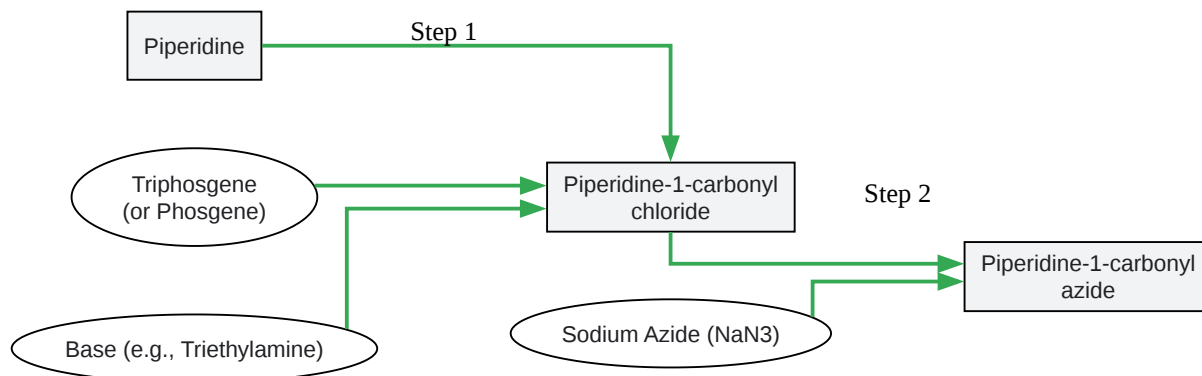 Piperidine
Step 1
Triphosgene
(or Phosgene)
Piperidine-1-carbonyl
chloride
Step 2
Piperidine-1-carbonyl
azide
Base (e.g., Triethylamine)
Sodium Azide (NaN3)